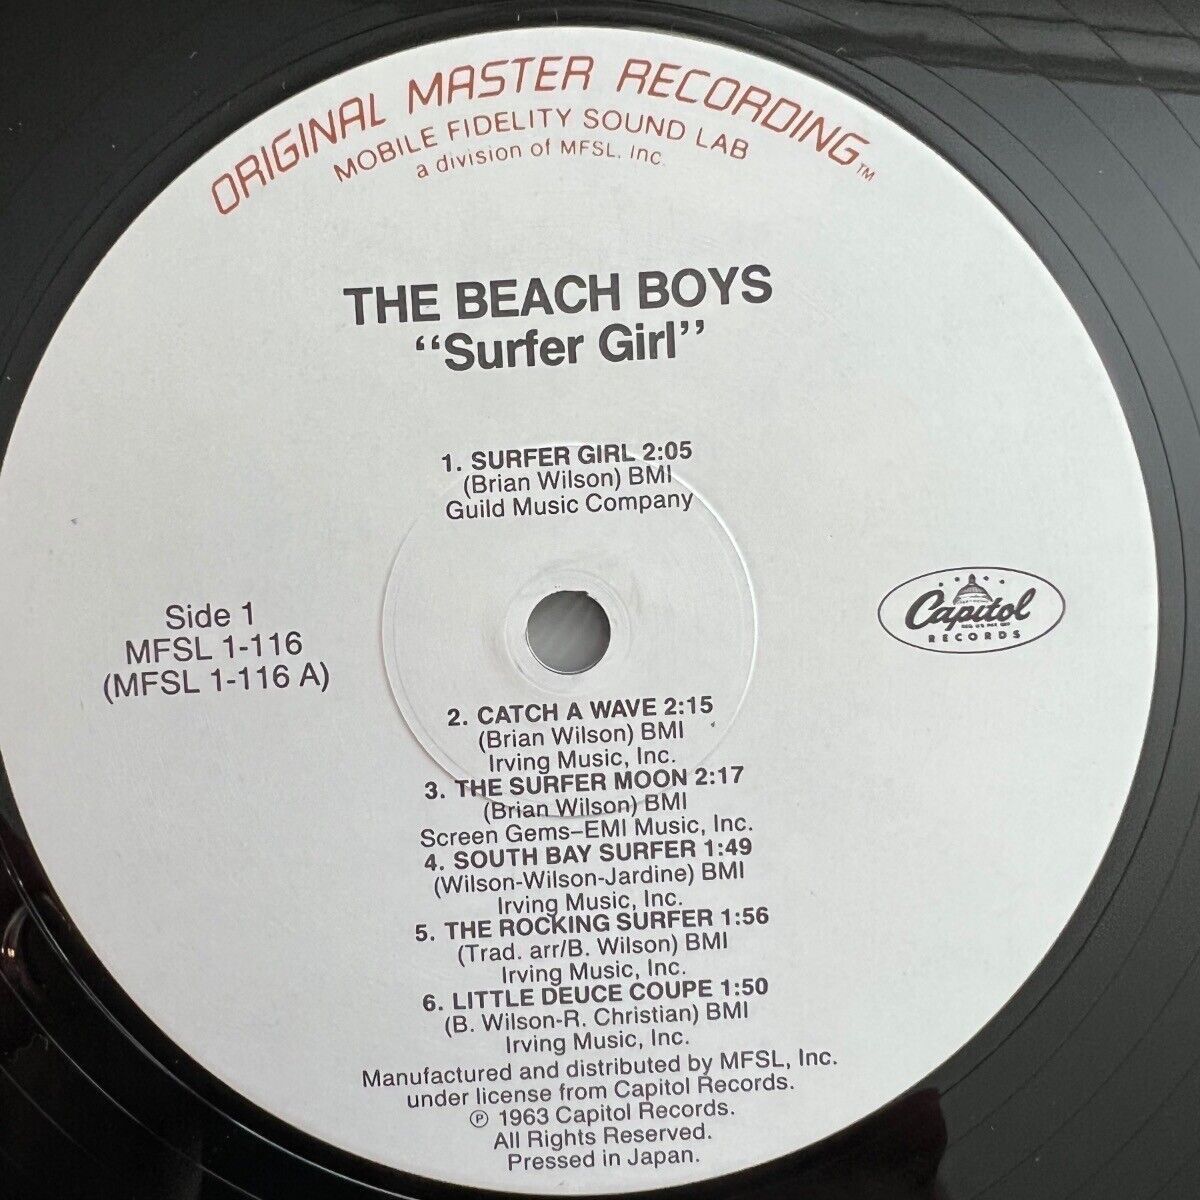 ORIGINAL MASTER RECORDING™
MOBILE FIDELITY SOUND LAB
a division of MFSL, Inc.
THE BEACH BOYS
“Surfer Girl”
1. SURFER GIRL 2:05
(Brian Wilson) BMI
Guild Music Company
Side 1
MFSL 1-116
(MFSL 1-116 A)
Capitol
RECORDS
2. CATCH A WAVE 2:15
(Brian Wilson) BMI
Irving Music, Inc.
3. THE SURFER MOON 2:17
(Brian Wilson) BMI
Screen Gems–EMI Music, Inc.
4. SOUTH BAY SURFER 1:49
(Wilson-Wilson-Jardine) BMI
Irving Music, Inc.
5. THE ROCKING SURFER 1:56
(Trad. arr/B. Wilson) BMI
Irving Music, Inc.
6. LITTLE DEUCE COUPE 1:50
(B. Wilson-R. Christian) BMI
Irving Music, Inc.
Manufactured and distributed by MFSL, Inc.
under license from Capitol Records.
℗ 1963 Capitol Records.
All Rights Reserved.
Pressed in Japan.